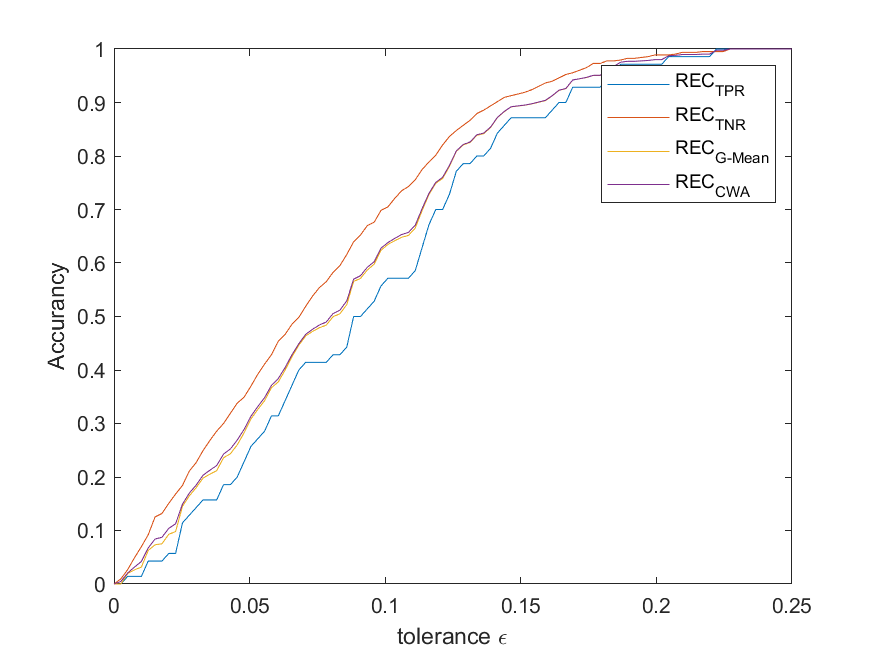 1
0.9
0.8
0.7
0.6
0.5
0.4
0.3
0.2
0.1
0
Accurancy
0 0.05 0.1 0.15 0.2 0.25
tolerance ϵ
REC_TPR
REC_TNR
REC_G-Mean
REC_CWA